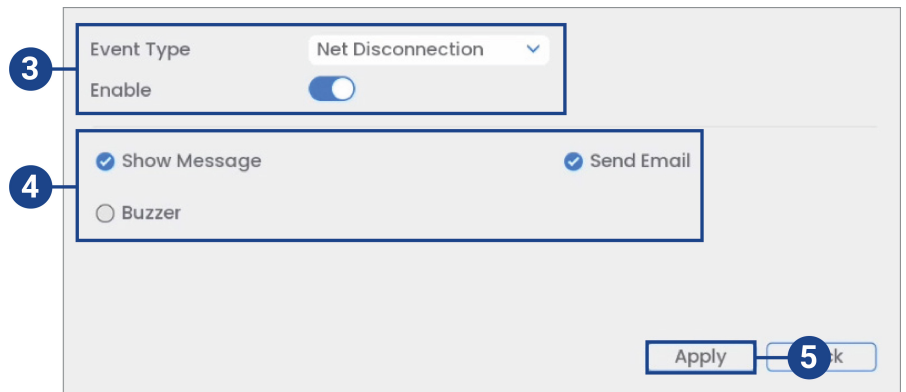 Event Type Net Disconnection
3
Enable
Show Message Send Email
4
Buzzer
Apply 5